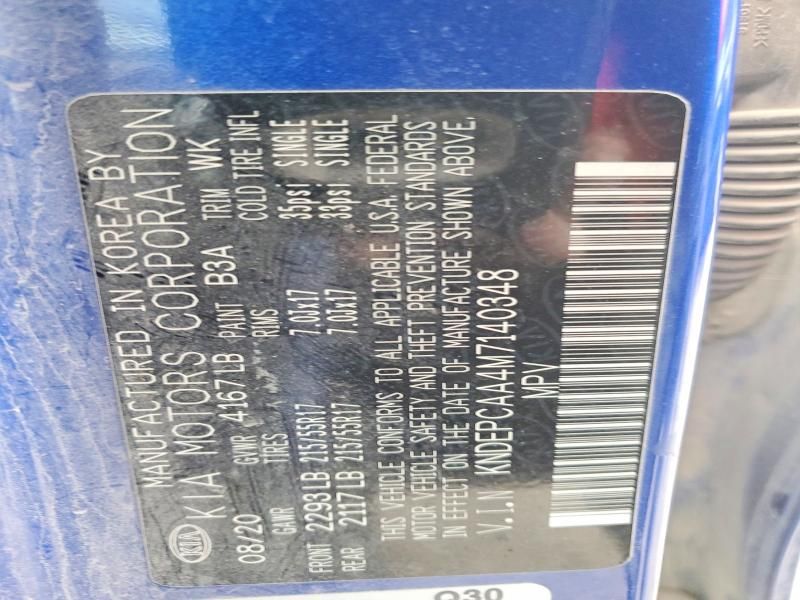 MANUFACTURED IN KOREA BY
KIA KIA MOTORS CORPORATION
08/20 GVWR 4167LB PAINT B3A TRIM WK
GAWR TIRES RIMS COLD TIRE INFL
FRONT 2293 LB 215/55R17 7.0JX17 35psi SINGLE
REAR 2117 LB 215/55R17 7.0JX17 33psi SINGLE
THIS VEHICLE CONFORMS TO ALL APPLICABLE U.S.A. FEDERAL
MOTOR VEHICLE SAFETY AND THEFT PREVENTION STANDARDS
IN EFFECT ON THE DATE OF MANUFACTURE SHOWN ABOVE.
V.I.N KNDEPCAA4M7140348
MPV